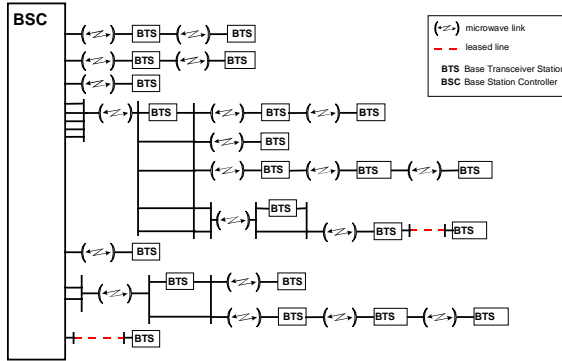 BSC
microwave link
leased line
BTS Base Transceiver Station
BSC Base Station Controller
BTS BTS
BTS BTS
BTS
BTS BTS BTS
BTS
BTS BTS BTS
BTS
BTS BTS
BTS
BTS BTS
BTS BTS BTS
BTS